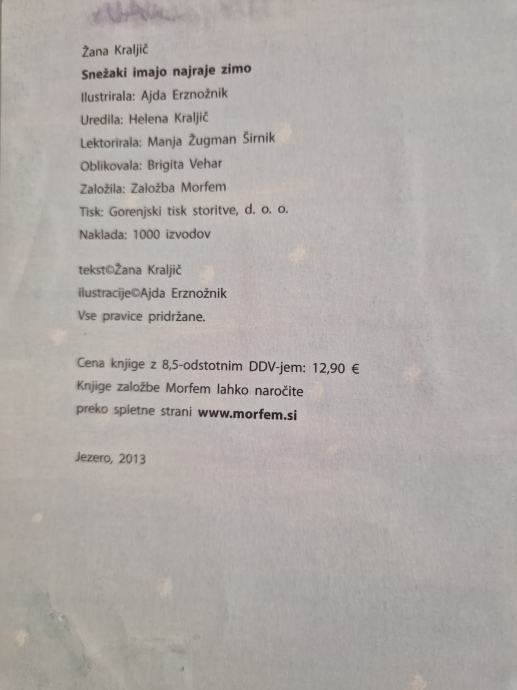 Žana Kraljič
Snežaki imajo najraje zimo
Ilustrirala: Ajda Erznožnik
Uredila: Helena Kraljič
Lektorirala: Manja Žugman Širnik
Oblikovala: Brigita Vehar
Založila: Založba Morfem
Tisk: Gorenjski tisk storitve, d. o. o.
Naklada: 1000 izvodov
tekst©Žana Kraljič
ilustracije©Ajda Erznožnik
Vse pravice pridržane.
Cena knjige z 8,5-odstotnim DDV-jem: 12,90 €
Knjige založbe Morfem lahko naročite
preko spletne strani www.morfem.si
Jezero, 2013